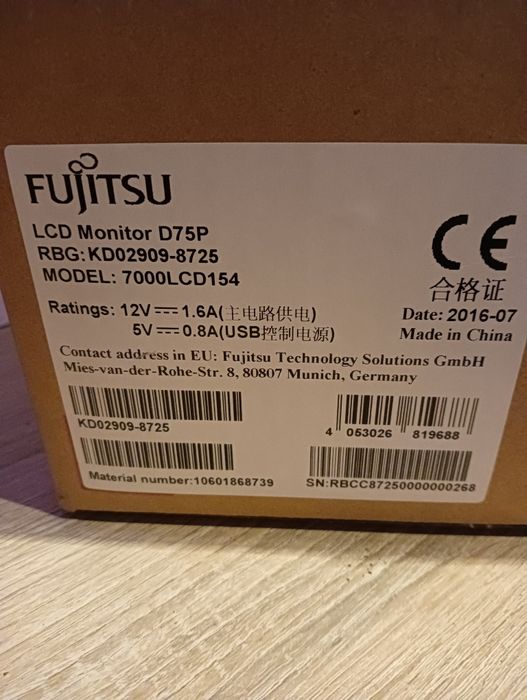 FUJITSU
LCD Monitor D75P
RBG: KD02909-8725
MODEL: 7000LCD154
CE
合格证
Ratings: 12V⎓1.6A(主电路供电)
5V⎓0.8A(USB控制电源)
Date: 2016-07
Made in China
Contact address in EU: Fujitsu Technology Solutions GmbH
Mies-van-der-Rohe-Str. 8, 80807 Munich, Germany
KD02909-8725
4 053026 819688
Material number:10601868739
SN:RBCC87250000000268